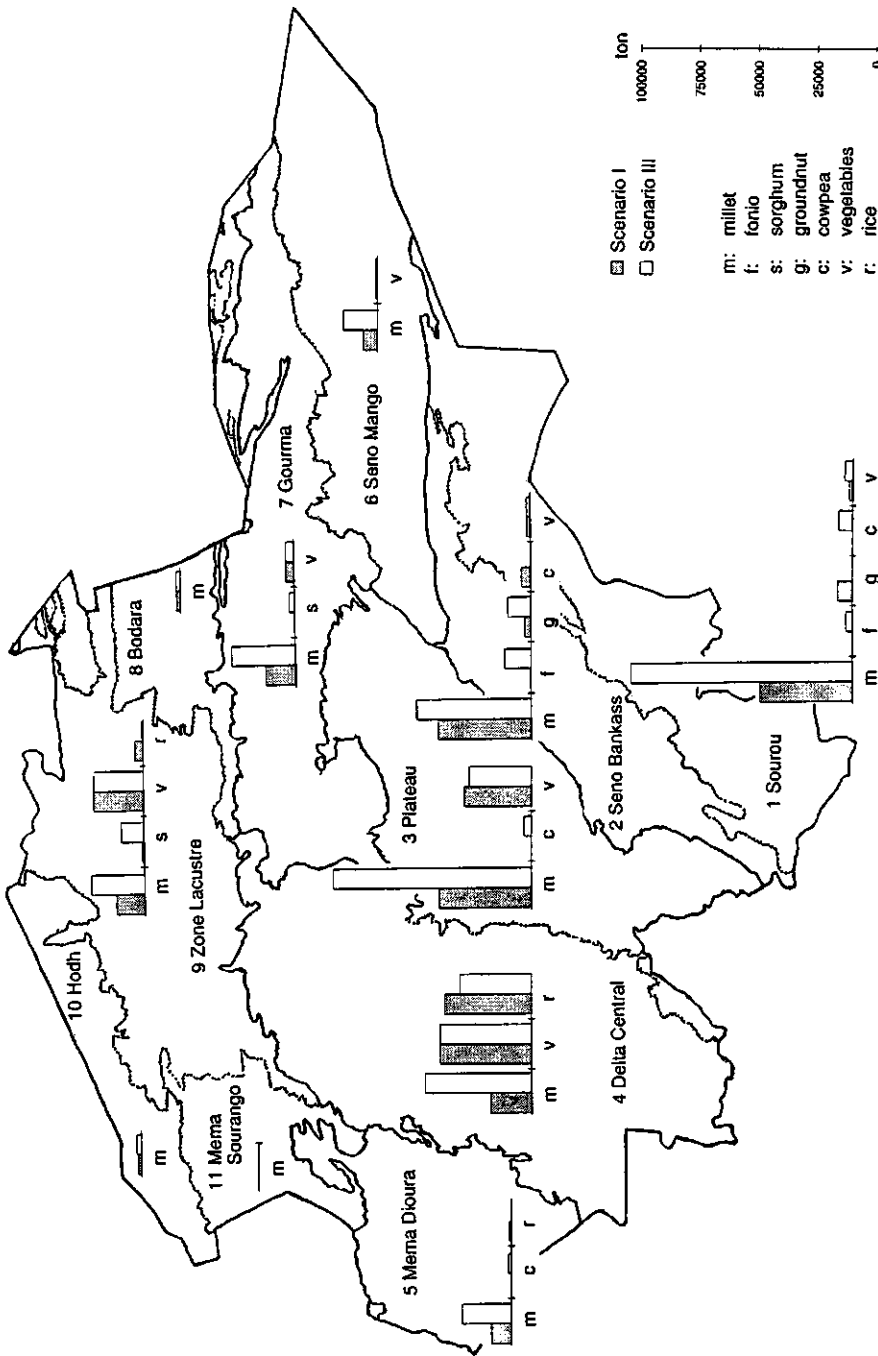 10 Hodh
m
8 Bodara
m
m s v r
9 Zone Lacustre
11 Mema
Sourango
m
7 Gourma
m s v
6 Seno Mango
m v
5 Mema Dioura
m c r
3 Plateau
m c v
m f g c v
4 Delta Central
m v r
2 Seno Bankass
1 Sourou
m f g c v
Scenario I
Scenario III
m: millet
f: fonio
s: sorghum
g: groundnut
c: cowpea
v: vegetables
r: rice
ton
100000
75000
50000
25000
0